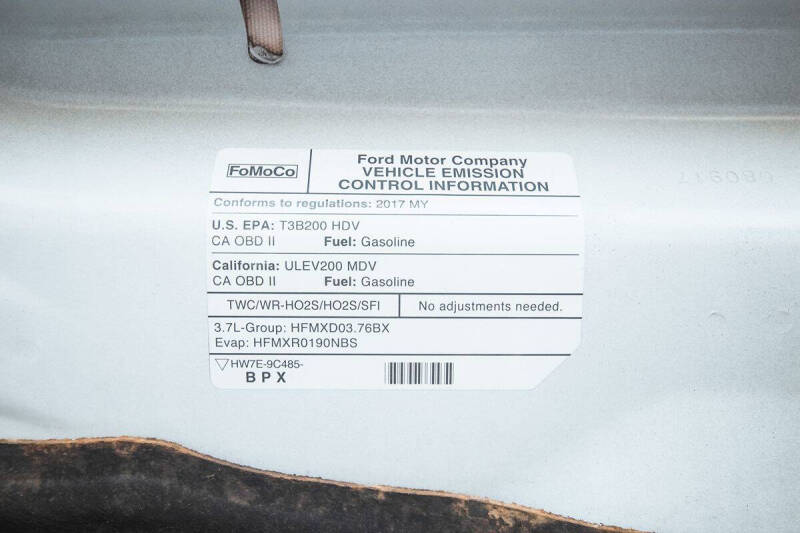 FoMoCo
Ford Motor Company
VEHICLE EMISSION
CONTROL INFORMATION
Conforms to regulations: 2017 MY
U.S. EPA: T3B200 HDV
CA OBD II Fuel: Gasoline
California: ULEV200 MDV
CA OBD II Fuel: Gasoline
TWC/WR-HO2S/HO2S/SFI No adjustments needed.
3.7L-Group: HFMXD03.76BX
Evap: HFMXR0190NBS
HW7E-9C485-
BPX